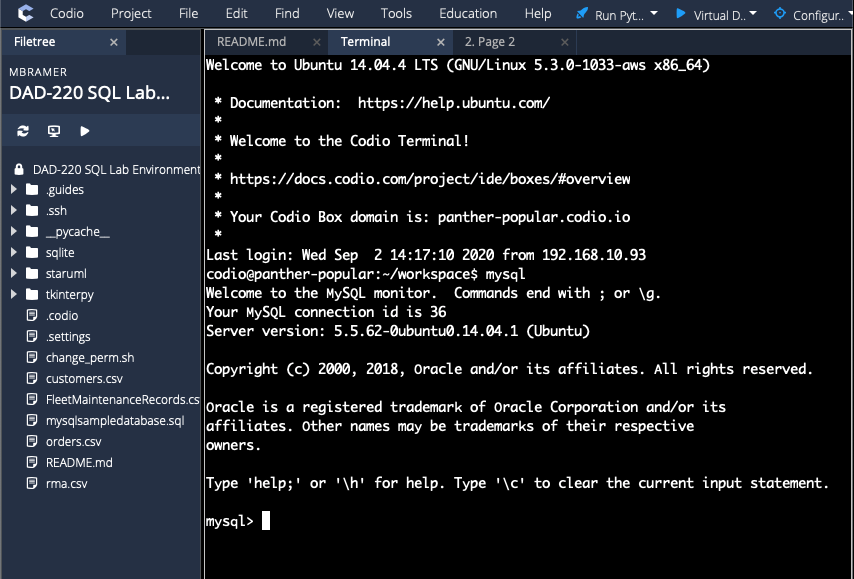 Codio Project File Edit Find View Tools Education Help Run Pyt... Virtual D.. Configur..
Filetree × README.md × Terminal × 2. Page 2 ×
MBRAMER
DAD-220 SQL Lab...
DAD-220 SQL Lab Environment
.guides
.ssh
__pycache__
sqlite
staruml
tkinterpy
.codio
.settings
change_perm.sh
customers.csv
FleetMaintenanceRecords.cs
mysqlsampledatabase.sql
orders.csv
README.md
rma.csv
Welcome to Ubuntu 14.04.4 LTS (GNU/Linux 5.3.0-1033-aws x86_64)
* Documentation:  https://help.ubuntu.com/
*
* Welcome to the Codio Terminal!
*
* https://docs.codio.com/project/ide/boxes/#overview
*
* Your Codio Box domain is: panther-popular.codio.io
*
Last login: Wed Sep  2 14:17:10 2020 from 192.168.10.93
codio@panther-popular:~/workspace$ mysql
Welcome to the MySQL monitor.  Commands end with ; or \g.
Your MySQL connection id is 36
Server version: 5.5.62-0ubuntu0.14.04.1 (Ubuntu)
Copyright (c) 2000, 2018, Oracle and/or its affiliates. All rights reserved.
Oracle is a registered trademark of Oracle Corporation and/or its
affiliates. Other names may be trademarks of their respective
owners.
Type 'help;' or '\h' for help. Type '\c' to clear the current input statement.
mysql>